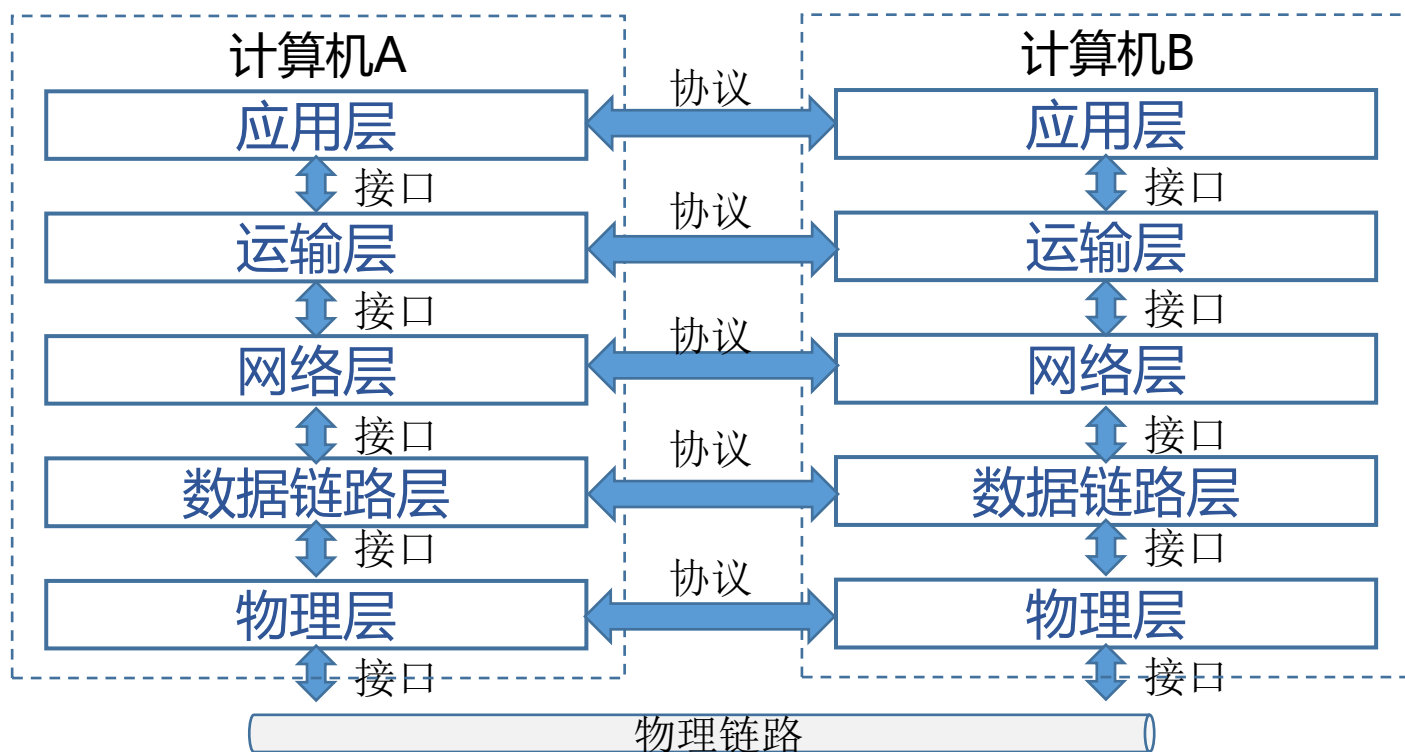 计算机A
计算机B
协议
应用层
应用层
接口
接口
协议
运输层
运输层
接口
接口
协议
网络层
网络层
接口
接口
协议
数据链路层
数据链路层
接口
接口
协议
物理层
物理层
接口
接口
物理链路